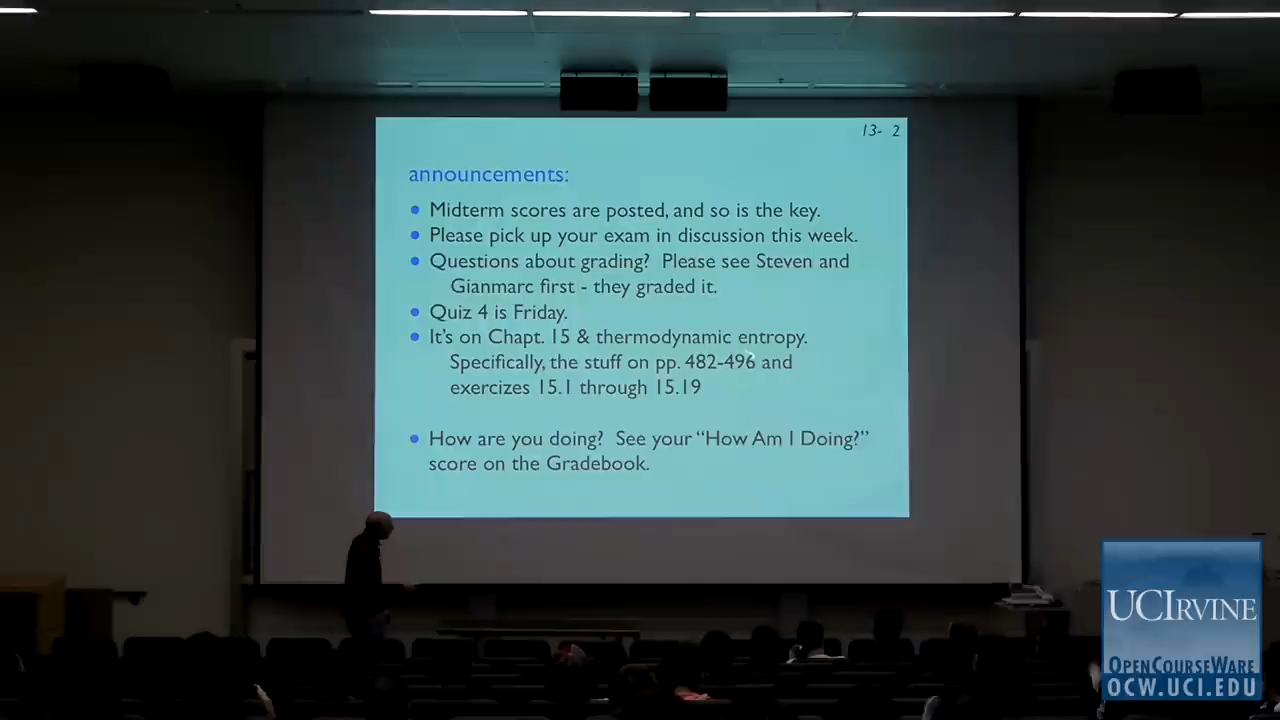 13- 2
announcements:
• Midterm scores are posted, and so is the key.
• Please pick up your exam in discussion this week.
• Questions about grading? Please see Steven and
Gianmarc first - they graded it.
• Quiz 4 is Friday.
• It's on Chapt. 15 & thermodynamic entropy.
Specifically, the stuff on pp. 482-496 and
exercizes 15.1 through 15.19
• How are you doing? See your "How Am I Doing?"
score on the Gradebook.
UCIRVINE
OPENCOURSEWARE
OCW.UCI.EDU